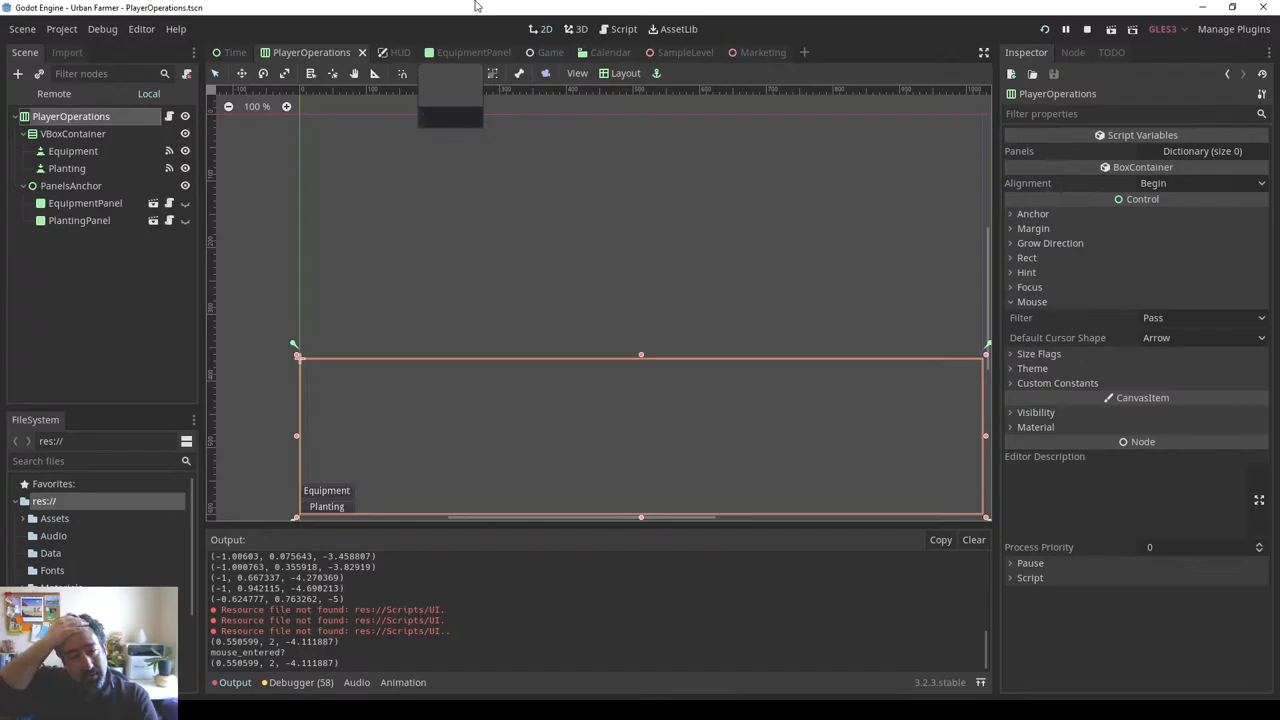 Godot Engine - Urban Farmer - PlayerOperations.tscn
Scene Project Debug Editor Help
2D 3D Script AssetLib
GLES3 Manage Plugins
Scene Import
Time PlayerOperations HUD EquipmentPanel Game Calendar SampleLevel Marketing
Inspector Node TODO
Filter nodes
View Layout
Remote Local
PlayerOperations
100 %
Filter properties
PlayerOperations
VBoxContainer
Equipment
Planting
PanelsAnchor
EquipmentPanel
PlantingPanel
Script Variables
Panels Dictionary (size 0)
BoxContainer
Alignment Begin
Control
Anchor
Margin
Grow Direction
Rect
Hint
Focus
Mouse
Filter Pass
Default Cursor Shape Arrow
Size Flags
Theme
Custom Constants
CanvasItem
Visibility
Material
Node
Editor Description
Process Priority 0
Pause
Script
Equipment
Planting
FileSystem
res://
Search files
Favorites:
res://
Assets
Audio
Data
Fonts
Output:
Copy Clear
(-1.00603, 0.075643, -3.458807)
(-1.000763, 0.355918, -3.82919)
(-1, 0.667337, -4.270369)
(-1, 0.942115, -4.690213)
(-0.624777, 0.763262, -5)
Resource file not found: res://Scripts/UI.
Resource file not found: res://Scripts/UI.
Resource file not found: res://Scripts/UI..
(0.550599, 2, -4.111887)
mouse_entered?
(0.550599, 2, -4.111887)
Output Debugger (58) Audio Animation
3.2.3.stable